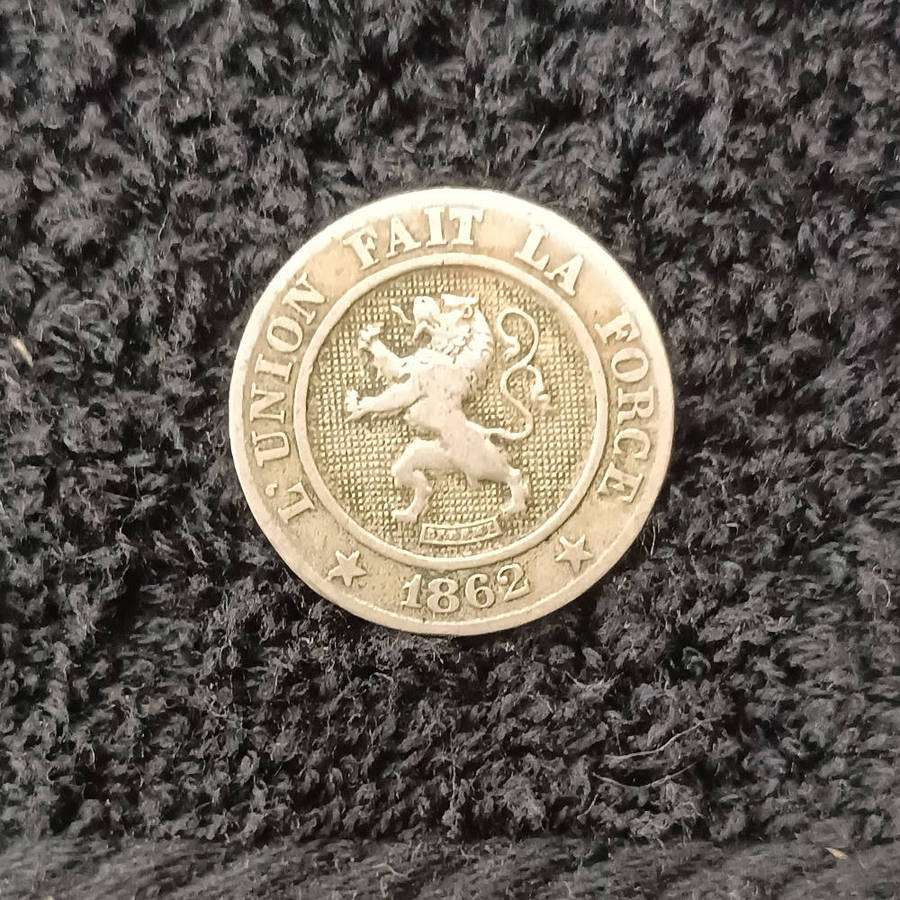 L'UNION FAIT LA FORCE
1862